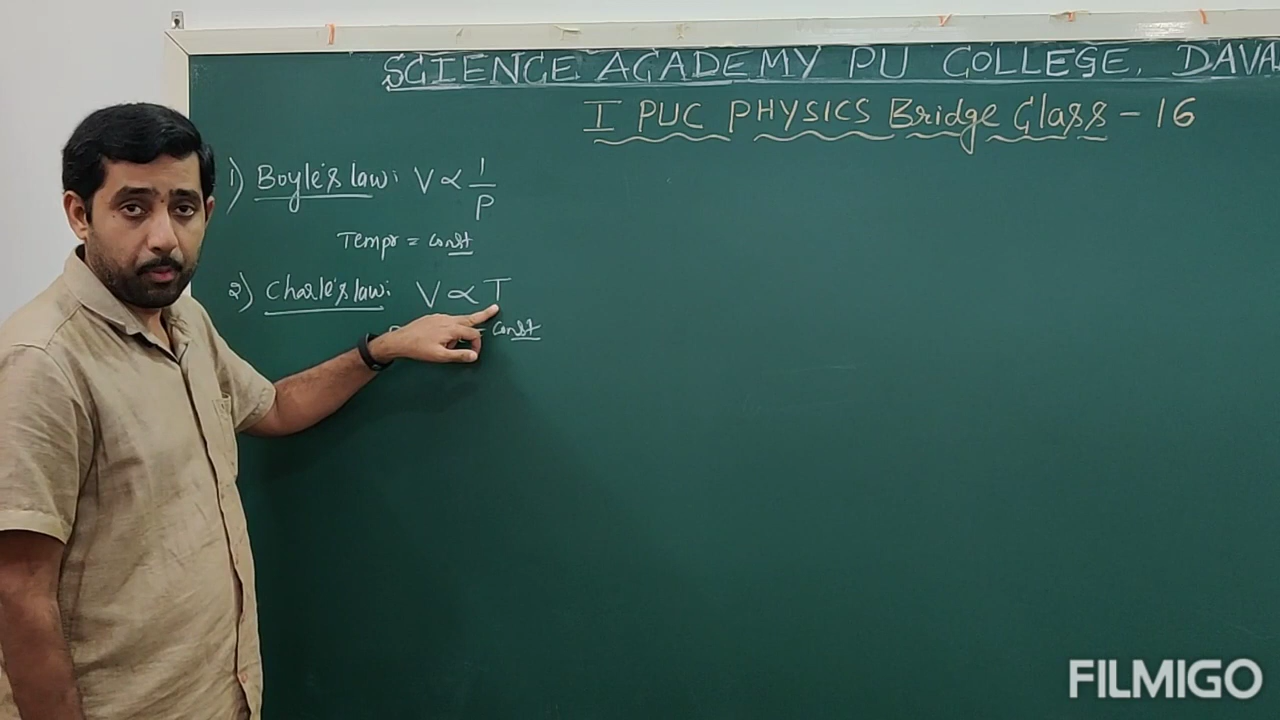 SCIENCE ACADEMY PU COLLEGE, DAVA
I PUC PHYSICS Bridge Class - 16
1) Boyle's law: V ∝ 1/P
Tempr = const
2) Charle's law: V ∝ T
= const
FILMIGO